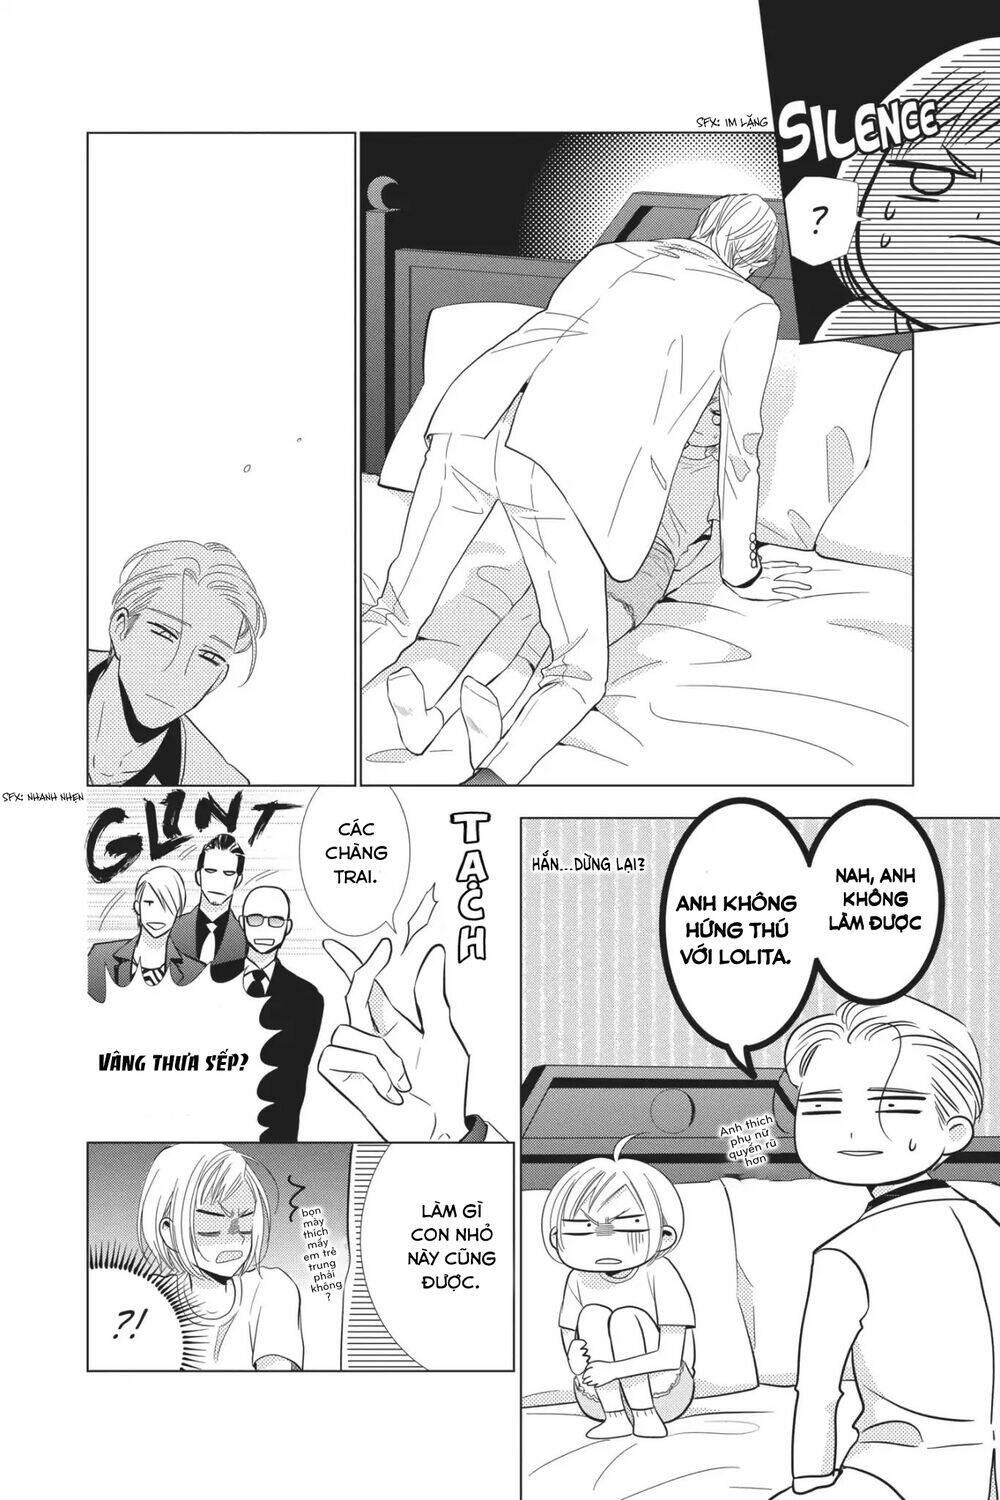 SFX: IM LẶNG
SILENCE
?
NAH, ANH
KHÔNG
LÀM ĐƯỢC
ANH KHÔNG
HỨNG THÚ
VỚI LOLITA.
HẮN...DỪNG LẠI?
Anh thích
phụ nữ
quyến rũ
hơn
TẠCH
CÁC
CHÀNG
TRAI.
SFX: NHANH NHẸN
GLINT
VÂNG THƯA SẾP?
LÀM GÌ
CON NHỎ
NÀY CŨNG
ĐƯỢC.
bọn
mày
thích
mấy
em trẻ
trung
phải
không
?
?!